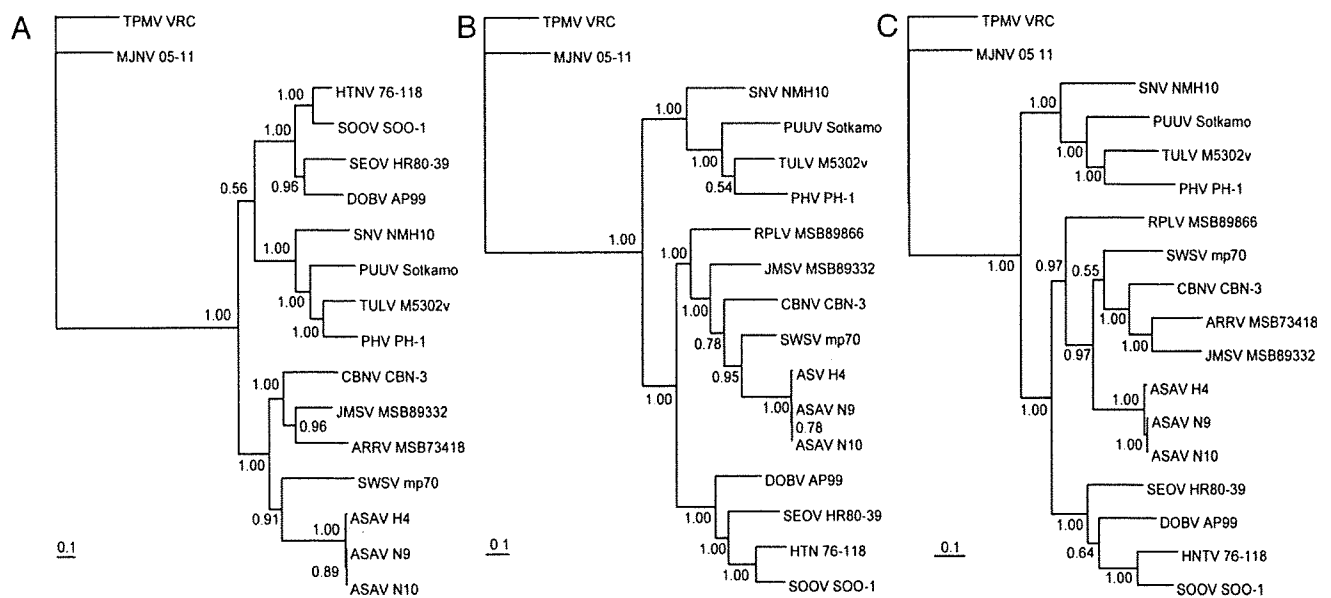 A
TPMV VRC
MJNV 05-11
HTNV 76-118
1.00
SOOV SOO-1
1.00
SEOV HR80-39
0.96
DOBV AP99
0.56
SNV NMH10
1.00
PUUV Sotkamo
1.00
TULV M5302v
1.00
PHV PH-1
1.00
CBNV CBN-3
1.00
JMSV MSB89332
0.96
ARRV MSB73418
1.00
SWSV mp70
0.91
ASAV H4
1.00
ASAV N9
0.89
ASAV N10
0.1
B
TPMV VRC
MJNV 05-11
SNV NMH10
1.00
PUUV Sotkamo
1.00
TULV M5302v
0.54
PHV PH-1
1.00
RPLV MSB89866
1.00
JMSV MSB89332
1.00
CBNV CBN-3
0.78
SWSV mp70
0.95
ASV H4
1.00
ASAV N9
0.78
ASAV N10
1.00
DOBV AP99
1.00
SEOV HR80-39
1.00
HTN 76-118
1.00
SOOV SOO-1
0.1
C
TPMV VRC
MJNV 05 11
SNV NMH10
1.00
PUUV Sotkamo
1.00
TULV M5302v
1.00
PHV PH-1
1.00
RPLV MSB89866
0.97
SWSV mp70
0.55
CBNV CBN-3
1.00
ARRV MSB73418
1.00
JMSV MSB89332
0.97
ASAV H4
1.00
ASAV N9
1.00
ASAV N10
1.00
SEOV HR80-39
1.00
DOBV AP99
0.64
HNTV 76-118
1.00
SOOV SOO-1
0.1